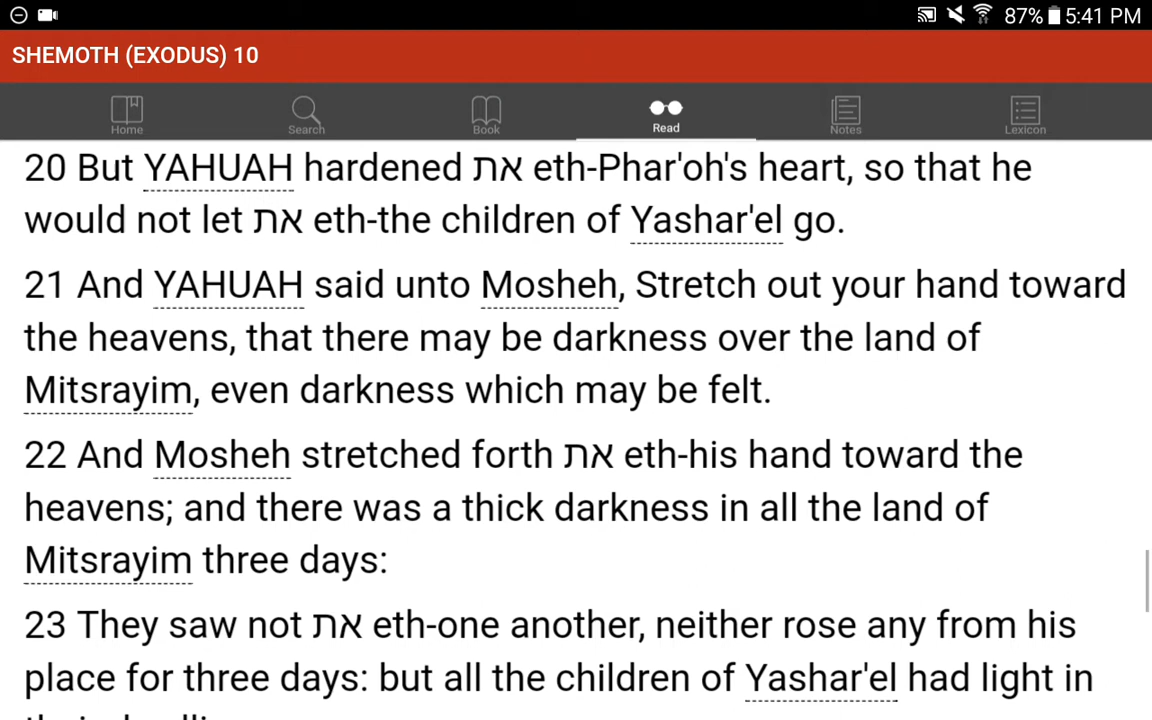 87% 5:41 PM
SHEMOTH (EXODUS) 10
Home Search Book Read Notes Lexicon
20 But YAHUAH hardened את eth-Phar'oh's heart, so that he
would not let את eth-the children of Yashar'el go.
21 And YAHUAH said unto Mosheh, Stretch out your hand toward
the heavens, that there may be darkness over the land of
Mitsrayim, even darkness which may be felt.
22 And Mosheh stretched forth את eth-his hand toward the
heavens; and there was a thick darkness in all the land of
Mitsrayim three days:
23 They saw not את eth-one another, neither rose any from his
place for three days: but all the children of Yashar'el had light in